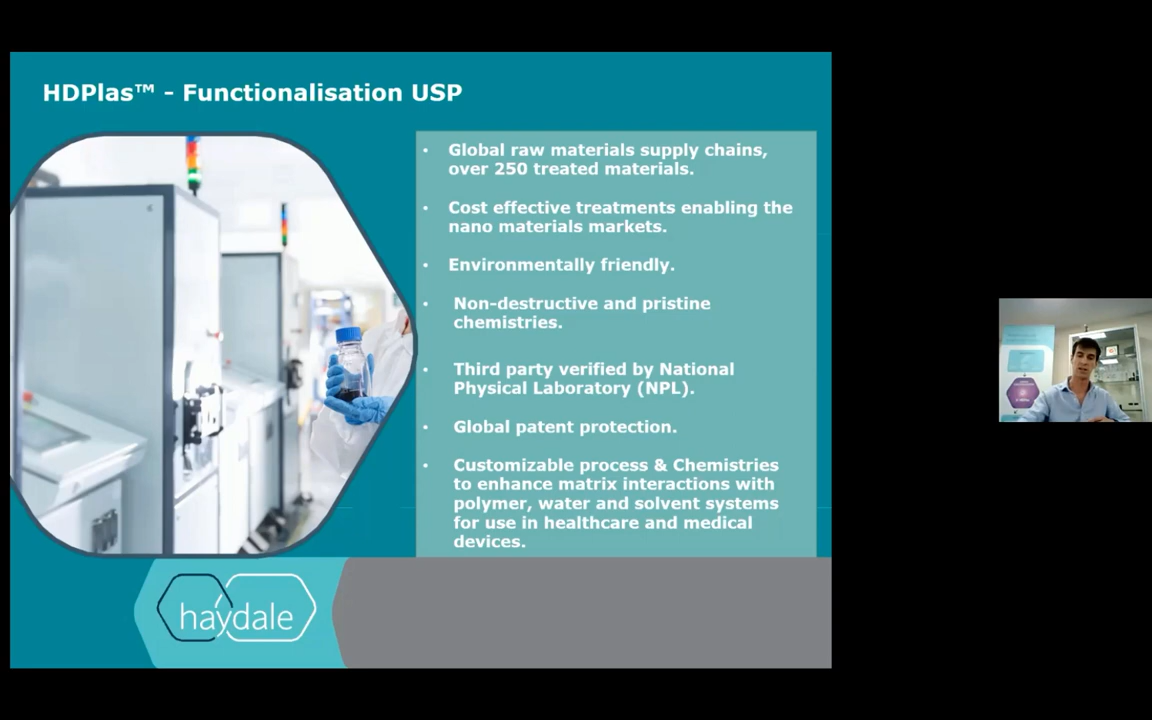 HDPlas™ - Functionalisation USP
• Global raw materials supply chains,
over 250 treated materials.
• Cost effective treatments enabling the
nano materials markets.
• Environmentally friendly.
• Non-destructive and pristine
chemistries.
• Third party verified by National
Physical Laboratory (NPL).
• Global patent protection.
• Customizable process & Chemistries
to enhance matrix interactions with
polymer, water and solvent systems
for use in healthcare and medical
devices.
haydale